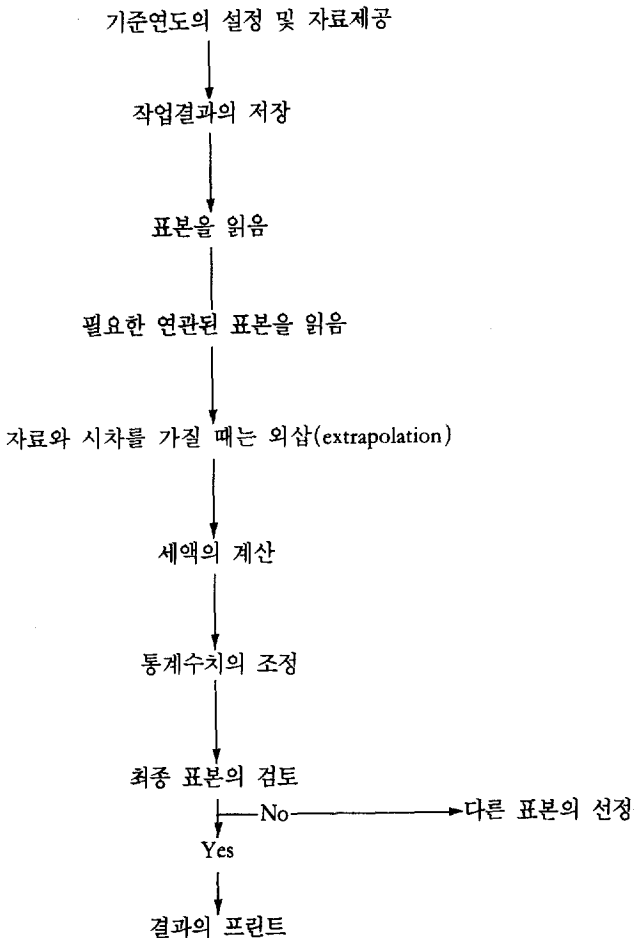 기준연도의 설정 및 자료제공
작업결과의 저장
표본을 읽음
필요한 연관된 표본을 읽음
자료와 시차를 가질 때는 외삽(extrapolation)
세액의 계산
통계수치의 조정
최종 표본의 검토
No
다른 표본의 선정
Yes
결과의 프린트